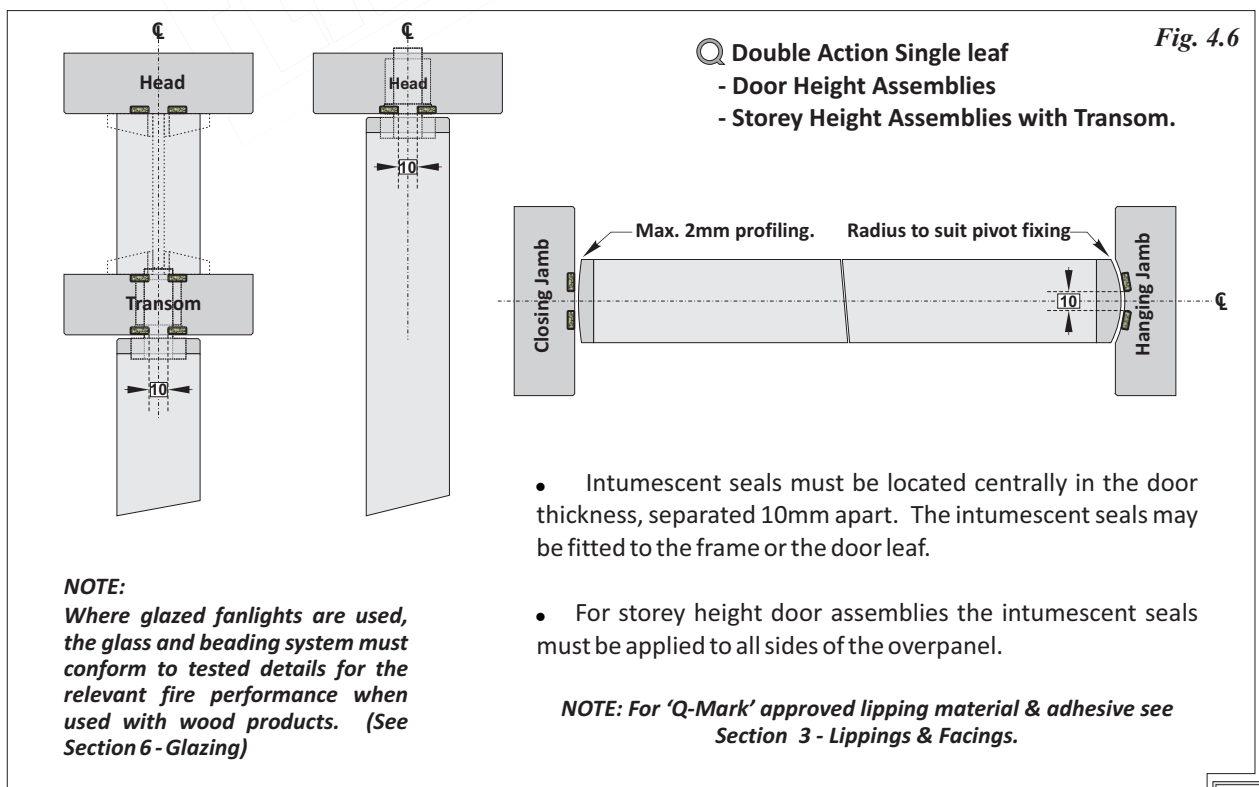 Fig. 4.6
Q Double Action Single leaf
- Door Height Assemblies
- Storey Height Assemblies with Transom.
℄
Head
Transom
10
℄
Head
10
Closing Jamb
Max. 2mm profiling.
Radius to suit pivot fixing
10
Hanging Jamb
℄
• Intumescent seals must be located centrally in the door
thickness, separated 10mm apart. The intumescent seals may
be fitted to the frame or the door leaf.
• For storey height door assemblies the intumescent seals
must be applied to all sides of the overpanel.
NOTE: For ‘Q-Mark’ approved lipping material & adhesive see
Section 3 - Lippings & Facings.
NOTE:
Where glazed fanlights are used,
the glass and beading system must
conform to tested details for the
relevant fire performance when
used with wood products. (See
Section 6 - Glazing)